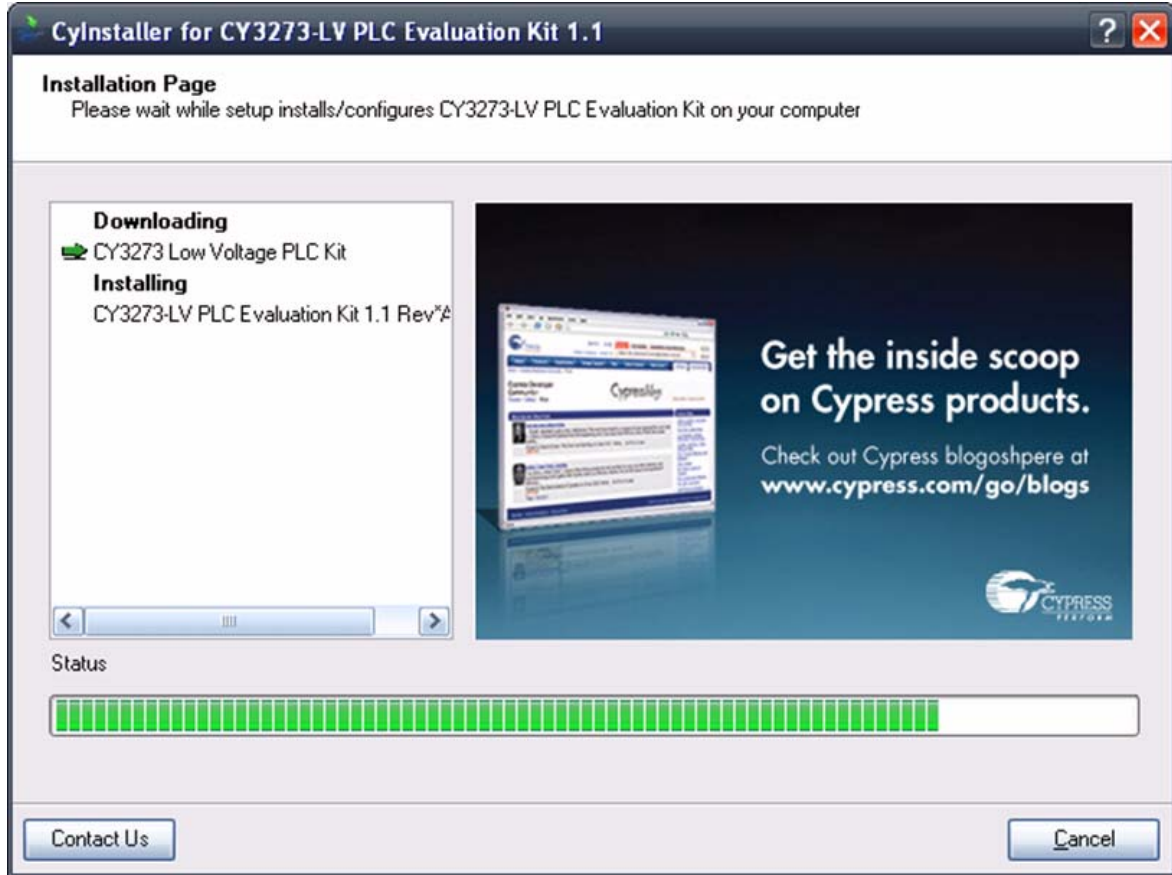 CyInstaller for CY3273-LV PLC Evaluation Kit 1.1
Installation Page
Please wait while setup installs/configures CY3273-LV PLC Evaluation Kit on your computer
Downloading
CY3273 Low Voltage PLC Kit
Installing
CY3273-LV PLC Evaluation Kit 1.1 Rev*A
Get the inside scoop
on Cypress products.
Check out Cypress blogoshpere at
www.cypress.com/go/blogs
CYPRESS
PERFORM
Status
Contact Us
Cancel